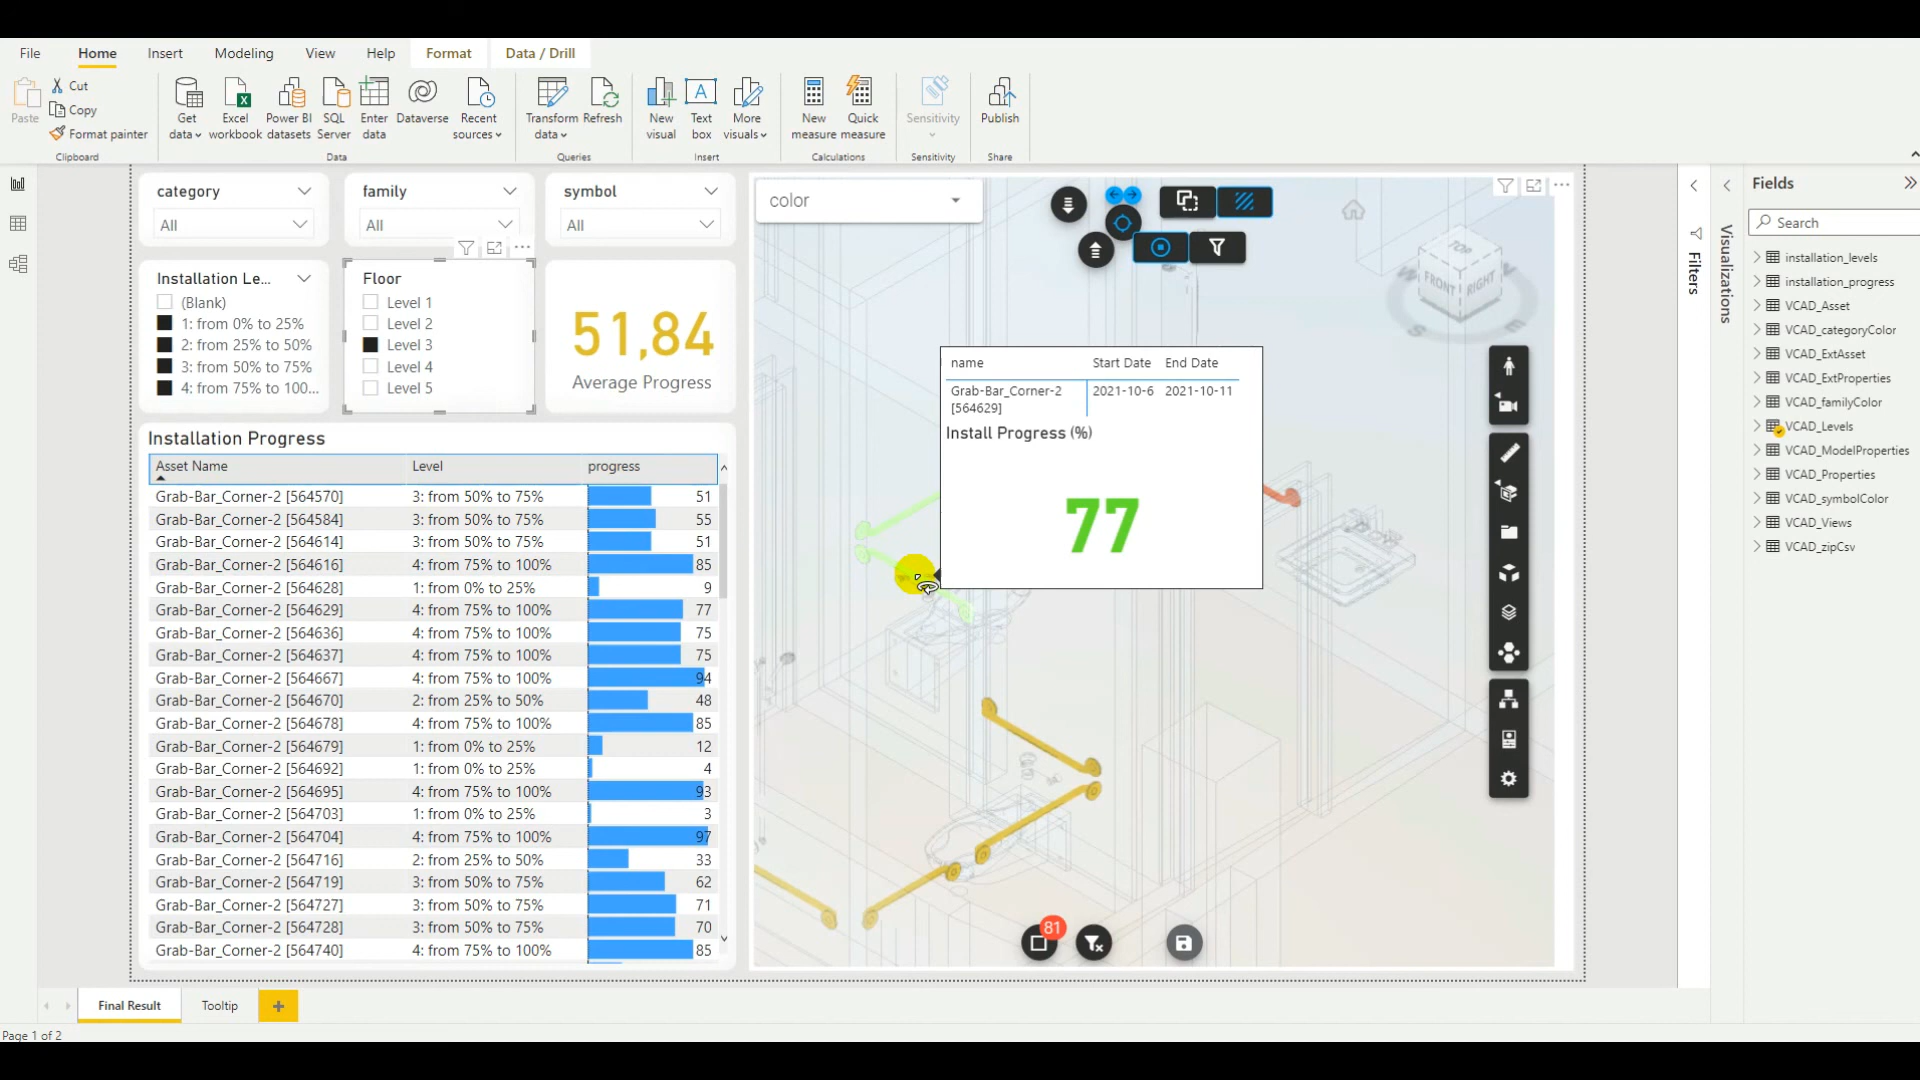 File Home Insert Modeling View Help Format Data / Drill
Paste
Cut
Copy
Format painter
Get data
Excel workbook
Power BI datasets
SQL Server
Enter data
Dataverse
Recent sources
Transform data
Refresh
New visual
Text box
More visuals
New measure
Quick measure
Sensitivity
Publish
Clipboard Data Queries Insert Calculations Sensitivity Share
category
All
family
All
symbol
All
Installation Le...
(Blank)
1: from 0% to 25%
2: from 25% to 50%
3: from 50% to 75%
4: from 75% to 100...
Floor
Level 1
Level 2
Level 3
Level 4
Level 5
51,84
Average Progress
Installation Progress
Asset Name Level progress
Grab-Bar_Corner-2 [564570] 3: from 50% to 75% 51
Grab-Bar_Corner-2 [564584] 3: from 50% to 75% 55
Grab-Bar_Corner-2 [564614] 3: from 50% to 75% 51
Grab-Bar_Corner-2 [564616] 4: from 75% to 100% 85
Grab-Bar_Corner-2 [564628] 1: from 0% to 25% 9
Grab-Bar_Corner-2 [564629] 4: from 75% to 100% 77
Grab-Bar_Corner-2 [564636] 4: from 75% to 100% 75
Grab-Bar_Corner-2 [564637] 4: from 75% to 100% 75
Grab-Bar_Corner-2 [564667] 4: from 75% to 100% 94
Grab-Bar_Corner-2 [564670] 2: from 25% to 50% 48
Grab-Bar_Corner-2 [564678] 4: from 75% to 100% 85
Grab-Bar_Corner-2 [564679] 1: from 0% to 25% 12
Grab-Bar_Corner-2 [564692] 1: from 0% to 25% 4
Grab-Bar_Corner-2 [564695] 4: from 75% to 100% 93
Grab-Bar_Corner-2 [564703] 1: from 0% to 25% 3
Grab-Bar_Corner-2 [564704] 4: from 75% to 100% 97
Grab-Bar_Corner-2 [564716] 2: from 25% to 50% 33
Grab-Bar_Corner-2 [564719] 3: from 50% to 75% 62
Grab-Bar_Corner-2 [564727] 3: from 50% to 75% 71
Grab-Bar_Corner-2 [564728] 3: from 50% to 75% 70
Grab-Bar_Corner-2 [564740] 4: from 75% to 100% 85
color
TOP
FRONT
RIGHT
W
S
E
name Start Date End Date
Grab-Bar_Corner-2 2021-10-6 2021-10-11
[564629]
Install Progress (%)
77
81
Filters
Visualizations
Fields
Search
installation_levels
installation_progress
VCAD_Asset
VCAD_categoryColor
VCAD_ExtAsset
VCAD_ExtProperties
VCAD_familyColor
VCAD_Levels
VCAD_ModelProperties
VCAD_Properties
VCAD_symbolColor
VCAD_Views
VCAD_zipCsv
Final Result Tooltip +
Page 1 of 2